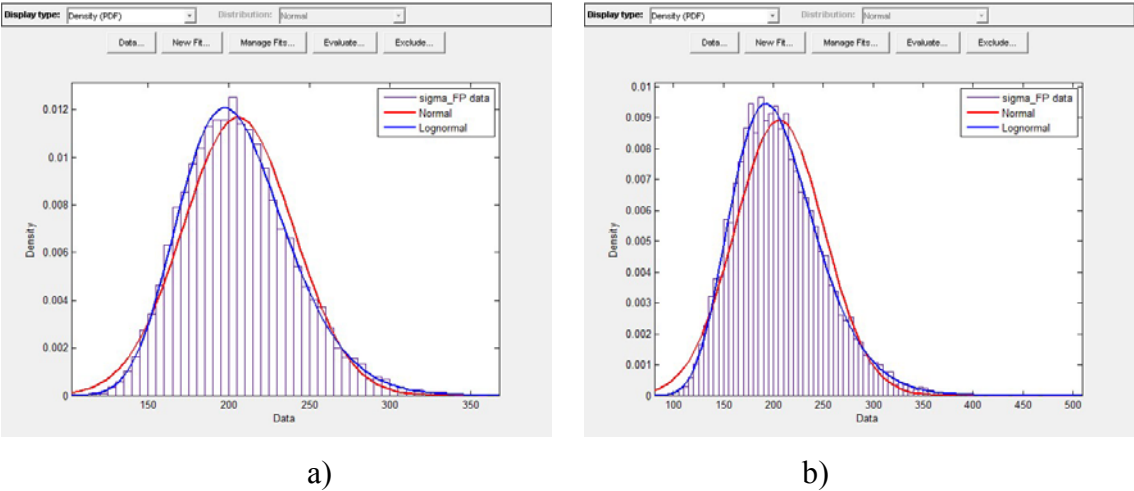 Display type: Density (PDF) Distribution: Normal
Data... New Fit... Manage Fits... Evaluate... Exclude...
sigma_FP data
Normal
Lognormal
0.012
0.01
0.008
0.006
0.004
0.002
0
Density
150 200 250 300 350
Data
a)
Display type: Density (PDF) Distribution: Normal
Data... New Fit... Manage Fits... Evaluate... Exclude...
sigma_FP data
Normal
Lognormal
0.01
0.009
0.008
0.007
0.006
0.005
0.004
0.003
0.002
0.001
0
Density
100 150 200 250 300 350 400 450 500
Data
b)